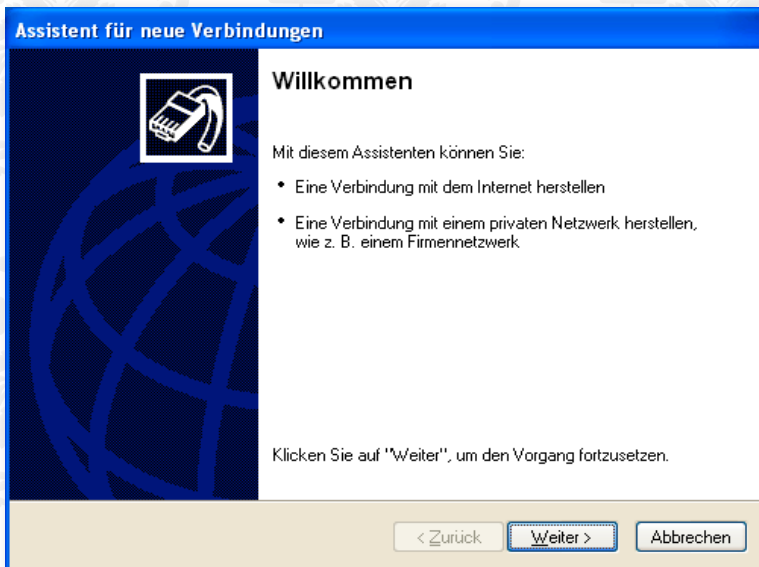 Assistent für neue Verbindungen
Willkommen
Mit diesem Assistenten können Sie:
• Eine Verbindung mit dem Internet herstellen
• Eine Verbindung mit einem privaten Netzwerk herstellen,
wie z. B. einem Firmennetzwerk
Klicken Sie auf "Weiter", um den Vorgang fortzusetzen.
< Zurück Weiter > Abbrechen